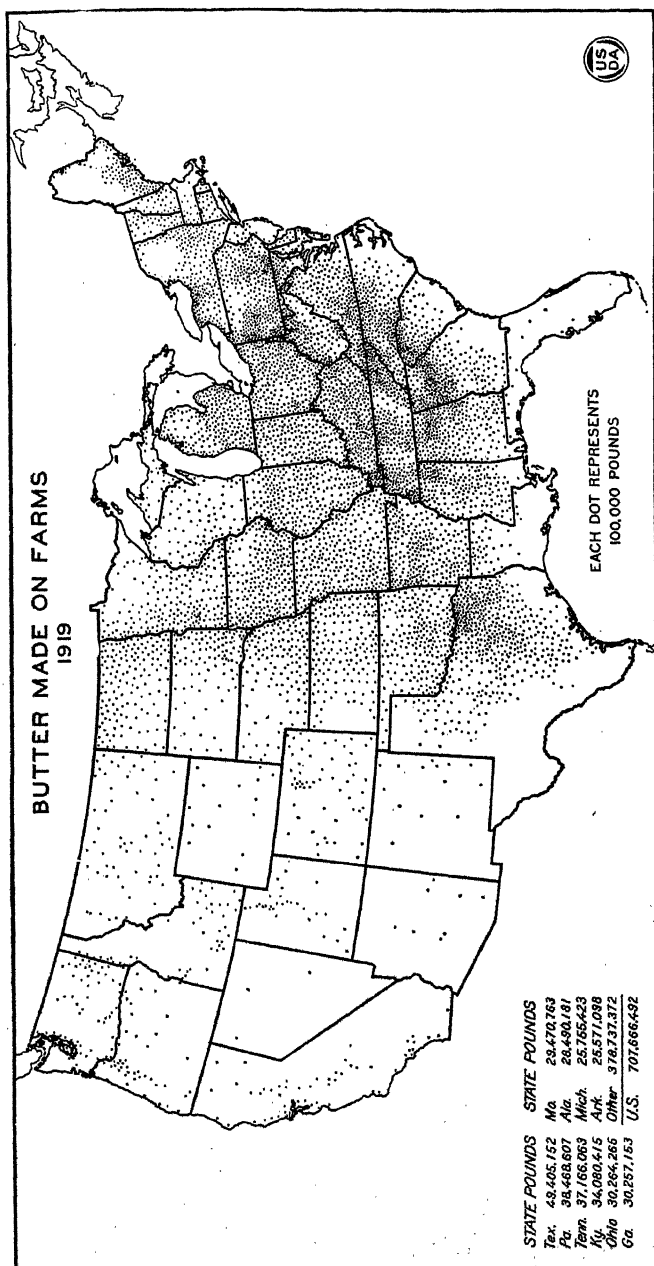 BUTTER MADE ON FARMS
1919
US
DA
EACH DOT REPRESENTS
100,000 POUNDS
STATE POUNDS STATE POUNDS
Tex. 49,405,152 Mo. 29,470,763
Pa. 38,468,607 Ala. 28,480,181
Tenn. 37,166,063 Mich. 25,765,423
Ky. 34,080,415 Ark. 25,571,098
Ohio 30,264,265 Other 378,737,372
Ga. 30,257,153 U.S. 707,666,492